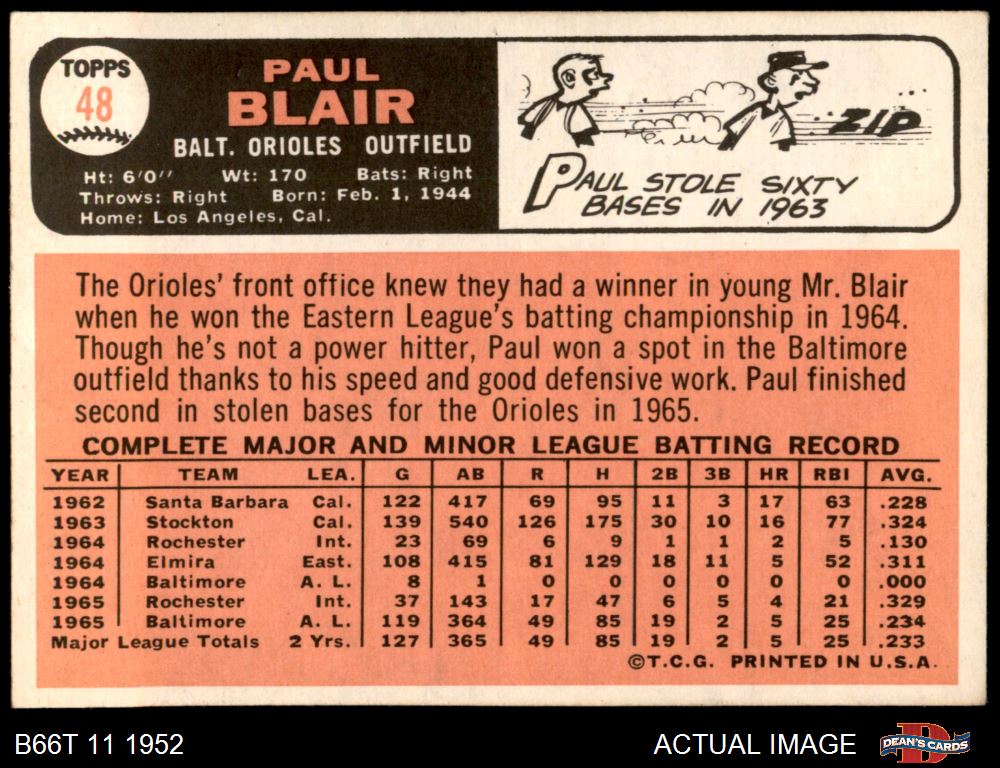 TOPPS
48
PAUL
BLAIR
BALT. ORIOLES OUTFIELD
Ht: 6'0" Wt: 170 Bats: Right
Throws: Right Born: Feb. 1, 1944
Home: Los Angeles, Cal.
ZIP
PAUL STOLE SIXTY
BASES IN 1963
The Orioles' front office knew they had a winner in young Mr. Blair
when he won the Eastern League's batting championship in 1964.
Though he's not a power hitter, Paul won a spot in the Baltimore
outfield thanks to his speed and good defensive work. Paul finished
second in stolen bases for the Orioles in 1965.
COMPLETE MAJOR AND MINOR LEAGUE BATTING RECORD
YEAR TEAM LEA. G AB R H 2B 3B HR RBI AVG.
1962 Santa Barbara Cal. 122 417 69 95 11 3 17 63 .228
1963 Stockton Cal. 139 540 126 175 30 10 16 77 .324
1964 Rochester Int. 23 69 6 9 1 1 2 5 .130
1964 Elmira East. 108 415 81 129 18 11 5 52 .311
1964 Baltimore A. L. 8 1 0 0 0 0 0 0 .000
1965 Rochester Int. 37 143 17 47 6 5 4 21 .329
1965 Baltimore A. L. 119 364 49 85 19 2 5 25 .234
Major League Totals 2 Yrs. 127 365 49 85 19 2 5 25 .233
©T.C.G. PRINTED IN U.S.A.
B66T 11 1952
ACTUAL IMAGE
DEAN'S CARDS